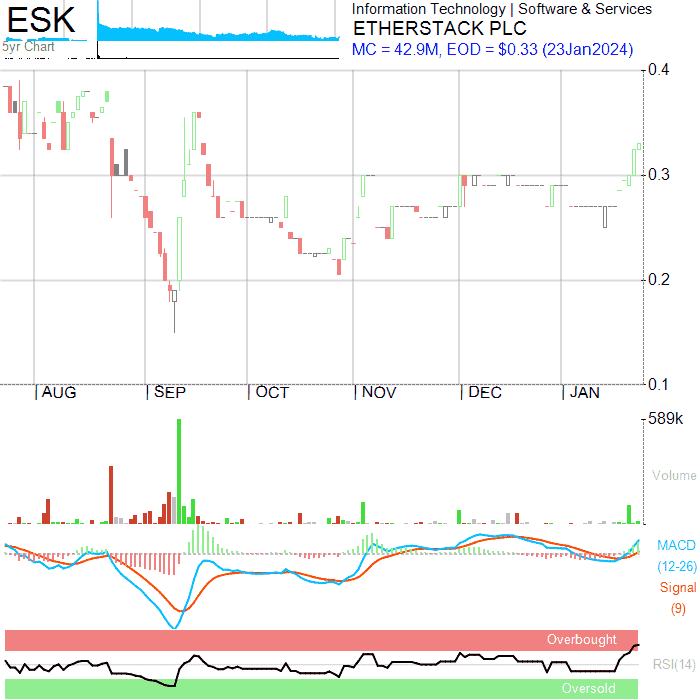 ESK
5yr Chart
Information Technology | Software & Services
ETHERSTACK PLC
MC = 42.9M, EOD = $0.33 (23Jan2024)
0.4
0.3
0.2
0.1
|AUG |SEP |OCT |NOV |DEC |JAN
589k
Volume
MACD
(12-26)
Signal
(9)
Overbought
RSI(14)
Oversold